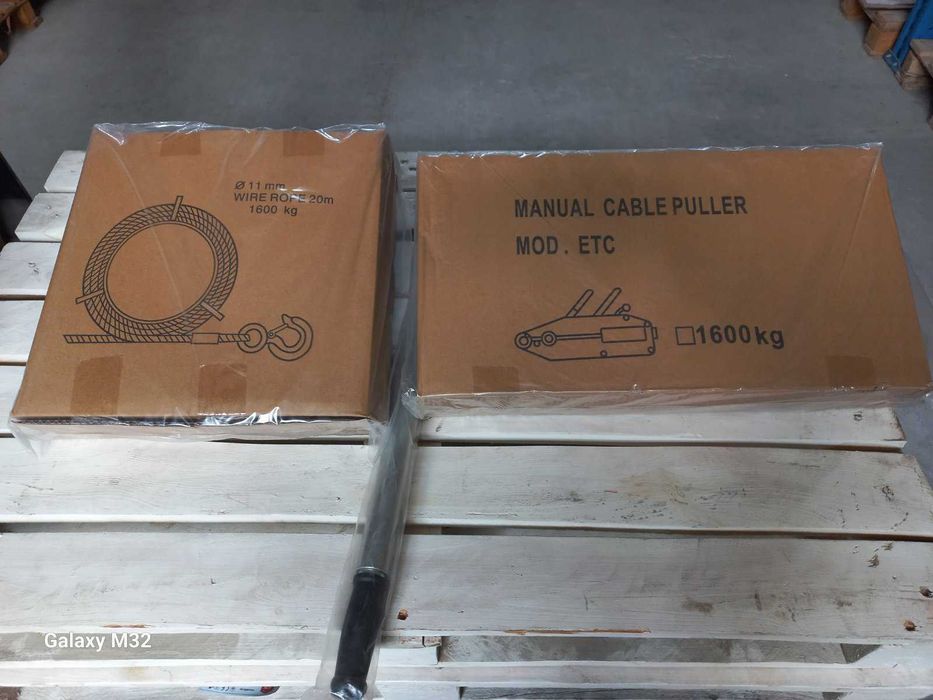 Ø 11 mm
WIRE ROPE 20m
1600 kg
MANUAL CABLE PULLER
MOD. ETC
1600kg
Galaxy M32